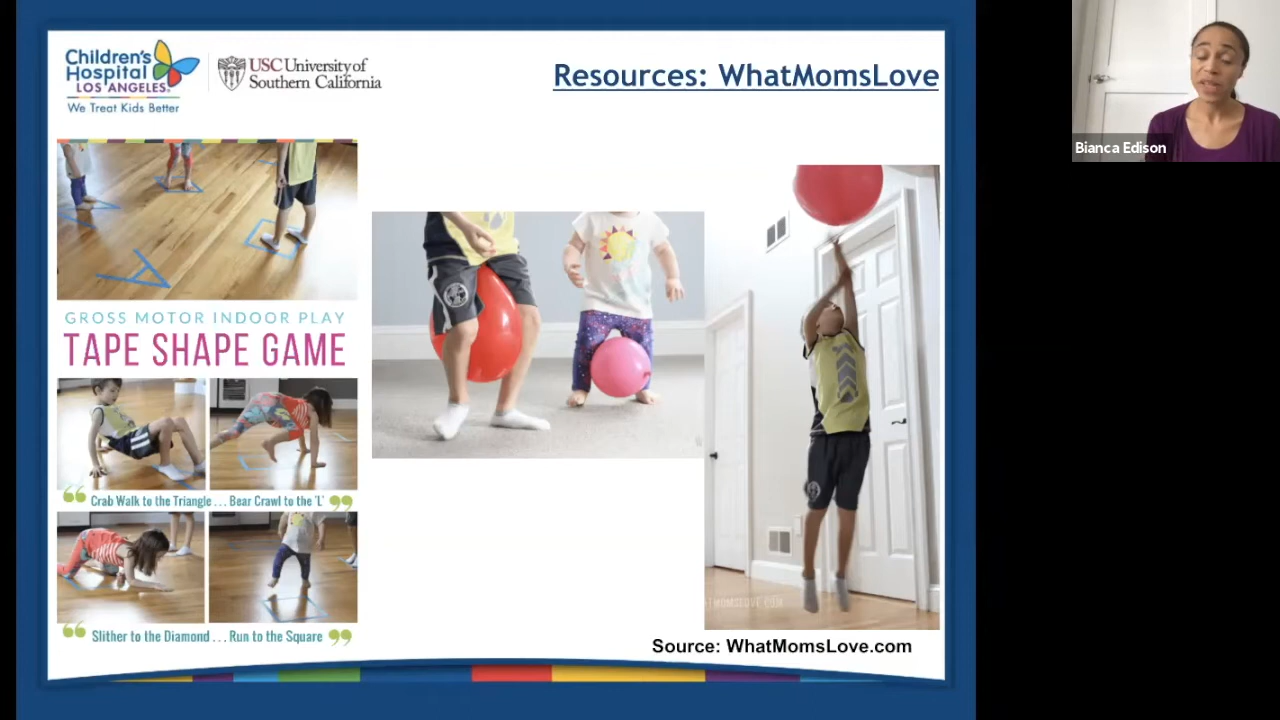 Children's
Hospital
LOS ANGELES®
We Treat Kids Better
USC University of
Southern California
Resources: WhatMomsLove
Bianca Edison
GROSS MOTOR INDOOR PLAY
TAPE SHAPE GAME
“ Crab Walk to the Triangle . . . Bear Crawl to the 'L' ”
“ Slither to the Diamond . . . Run to the Square ”
WHATMOMSLOVE.COM
Source: WhatMomsLove.com